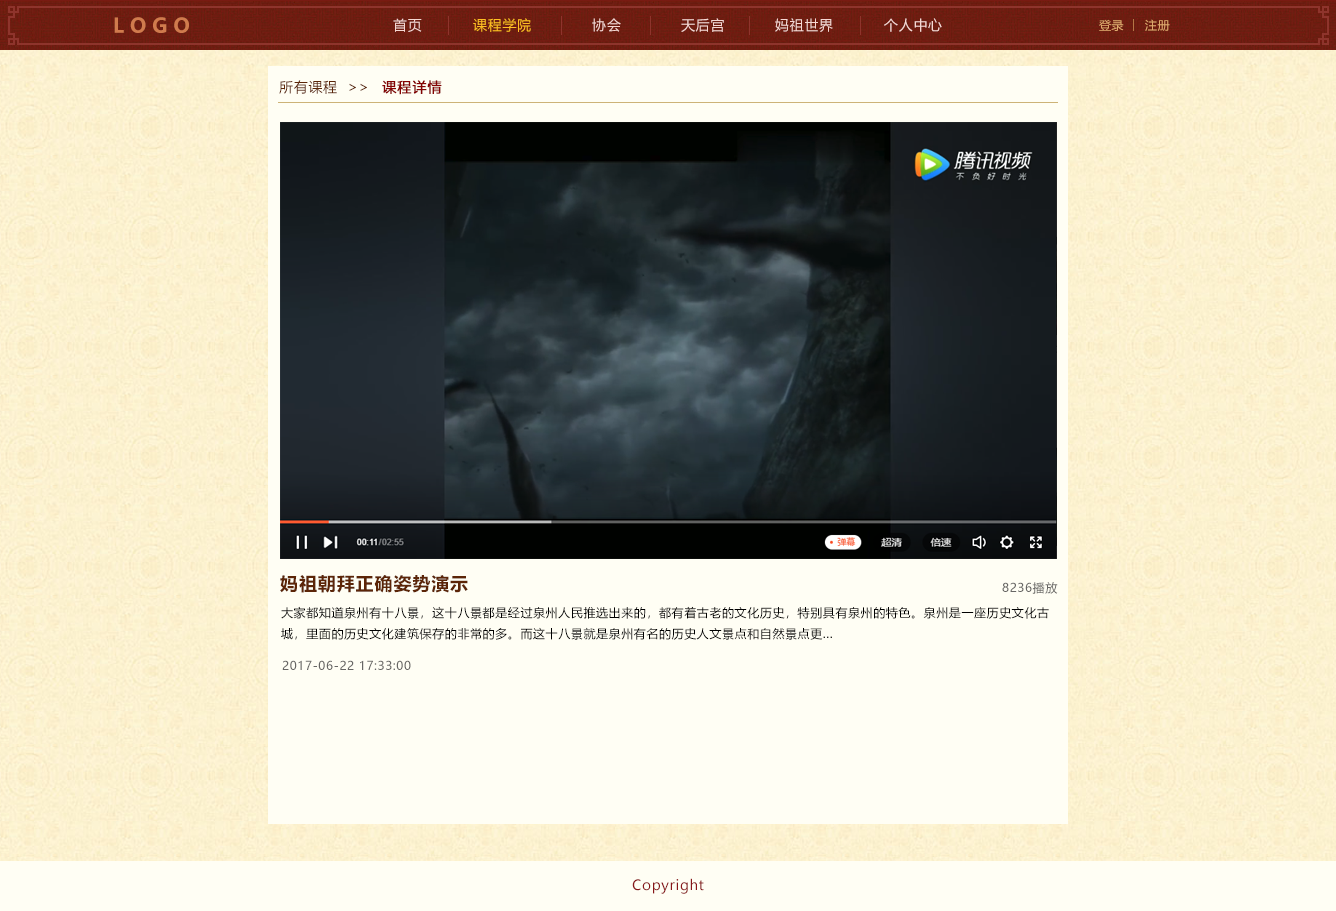 LOGO
首页
课程学院
协会
天后宫
妈祖世界
个人中心
登录
注册
所有课程 >> 课程详情
腾讯视频
不负好时光
00:11/02:55
弹幕
超清
倍速
妈祖朝拜正确姿势演示
8236播放
大家都知道泉州有十八景，这十八景都是经过泉州人民推选出来的，都有着古老的文化历史，特别具有泉州的特色。泉州是一座历史文化古
城，里面的历史文化建筑保存的非常的多。而这十八景就是泉州有名的历史人文景点和自然景点更...
2017-06-22 17:33:00
Copyright